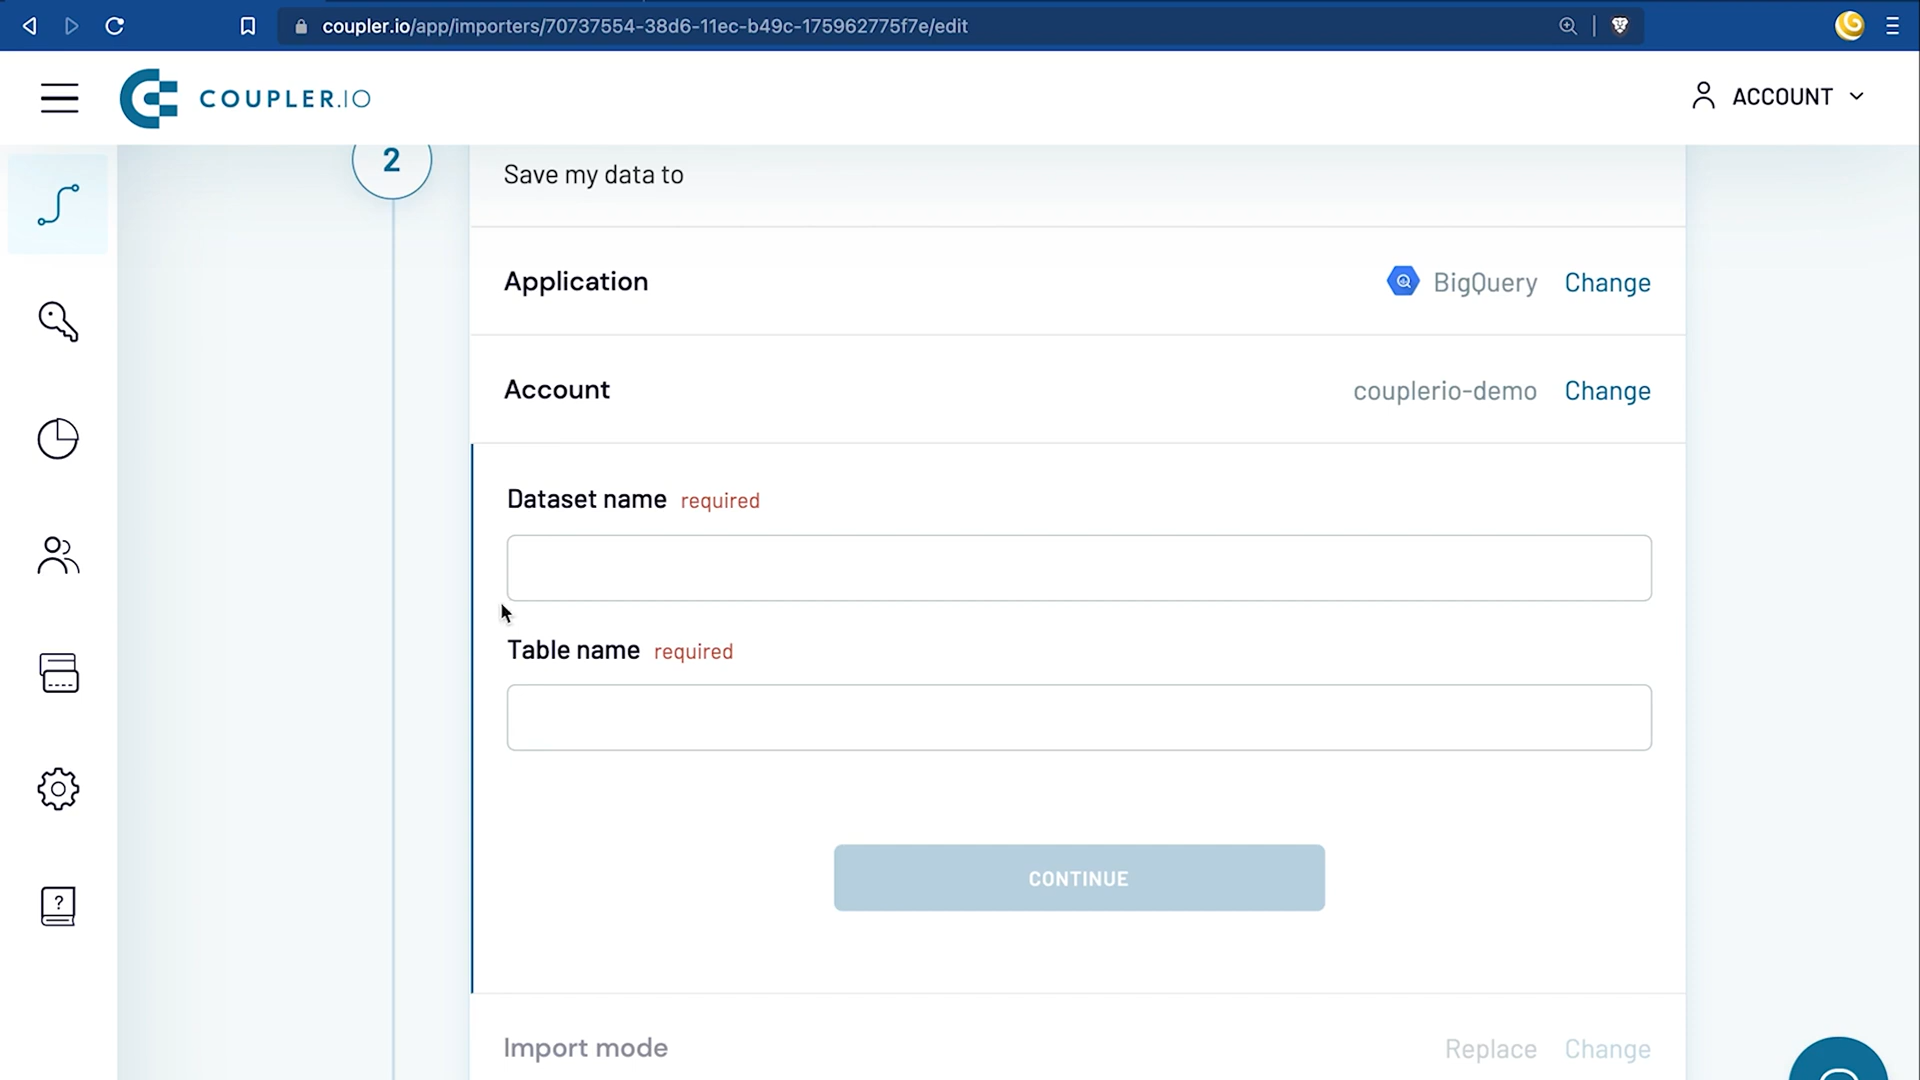 coupler.io/app/importers/70737554-38d6-11ec-b49c-175962775f7e/edit
COUPLER.IO
ACCOUNT
2
Save my data to
Application
BigQuery
Change
Account
couplerio-demo
Change
Dataset name required
Table name required
CONTINUE
Import mode
Replace
Change
?